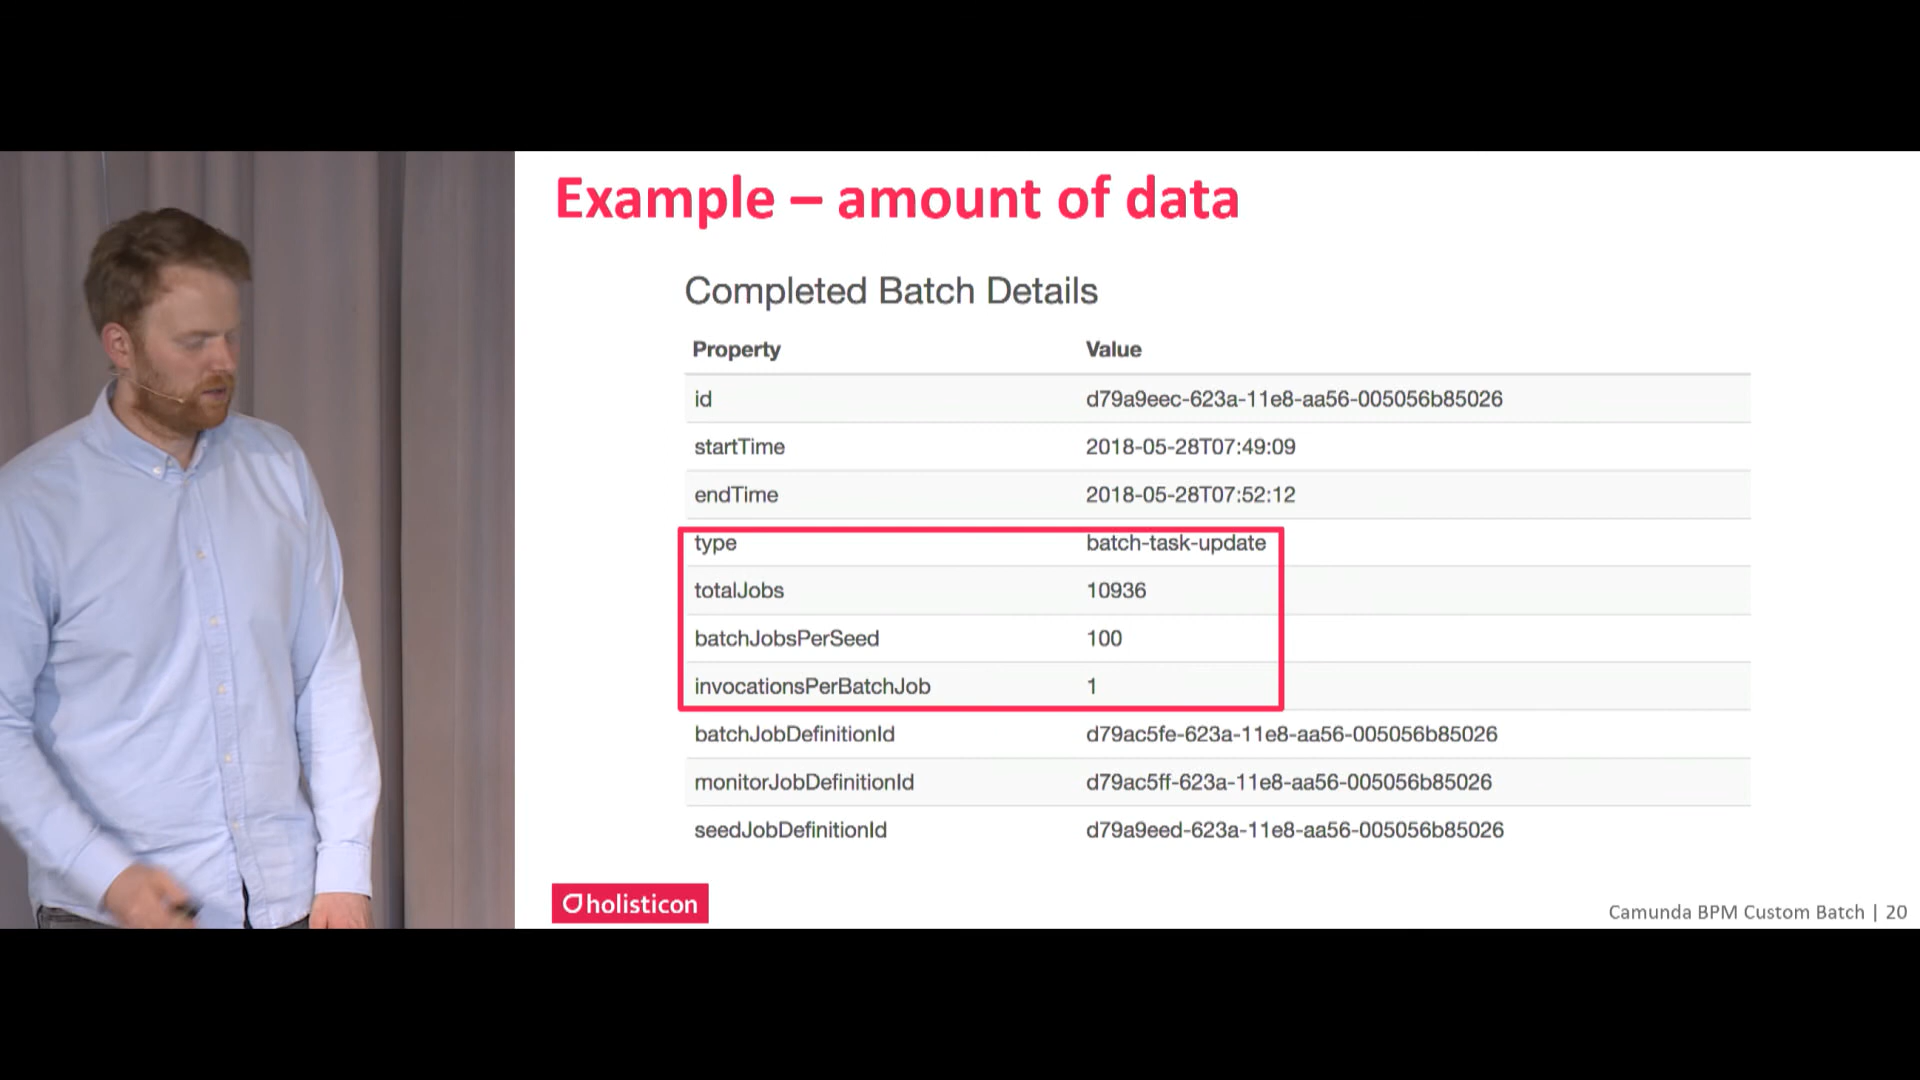 Example – amount of data
Completed Batch Details
Property Value
id d79a9eec-623a-11e8-aa56-005056b85026
startTime 2018-05-28T07:49:09
endTime 2018-05-28T07:52:12
type batch-task-update
totalJobs 10936
batchJobsPerSeed 100
invocationsPerBatchJob 1
batchJobDefinitionId d79ac5fe-623a-11e8-aa56-005056b85026
monitorJobDefinitionId d79ac5ff-623a-11e8-aa56-005056b85026
seedJobDefinitionId d79a9eed-623a-11e8-aa56-005056b85026
holisticon
Camunda BPM Custom Batch | 20